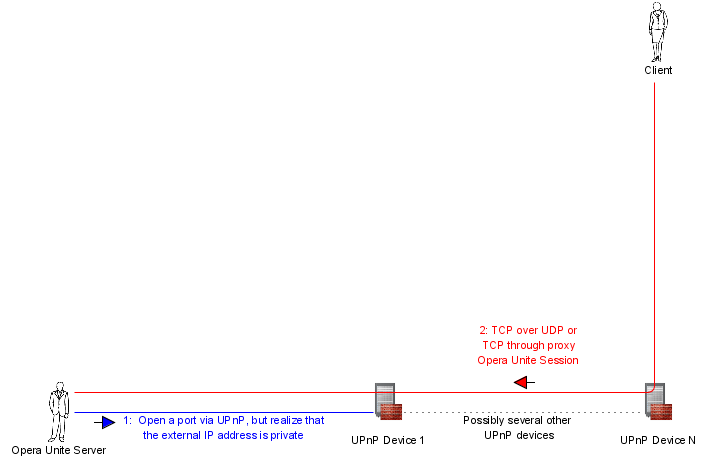 Client
2: TCP over UDP or
TCP through proxy
Opera Unite Session
1: Open a port via UPnP, but realize that
the external IP address is private
Possibly several other
UPnP devices
Opera Unite Server
UPnP Device 1
UPnP Device N